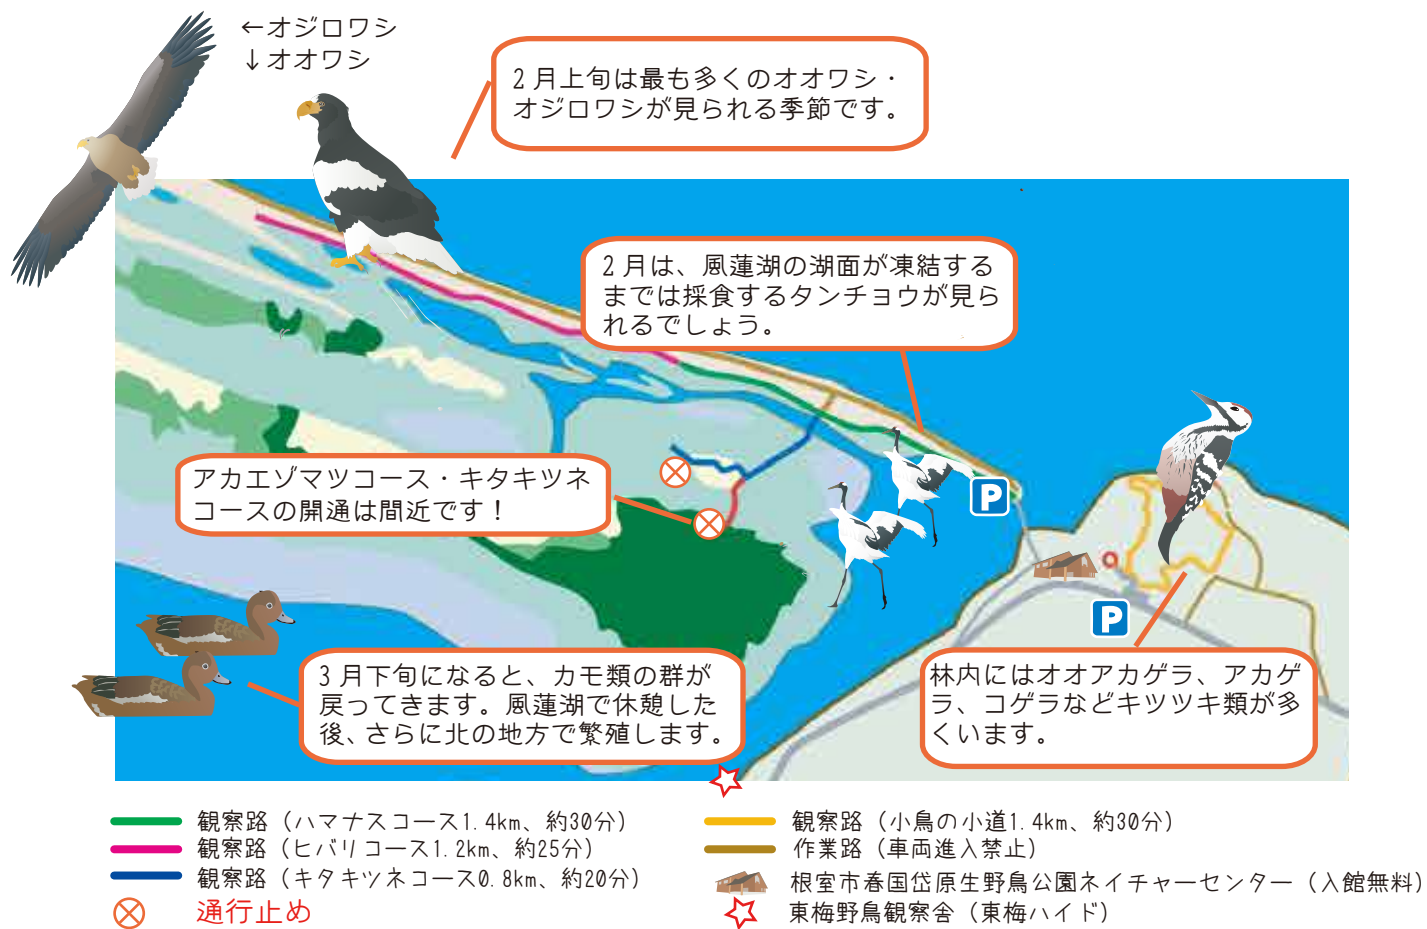 ←オジロワシ
↓オオワシ
2月上旬は最も多くのオオワシ・
オジロワシが見られる季節です。
2月は、風蓮湖の湖面が凍結する
までは採食するタンチョウが見ら
れるでしょう。
アカエゾマツコース・キタキツネ
コースの開通は間近です！
P
P
3月下旬になると、カモ類の群が
戻ってきます。風蓮湖で休憩した
後、さらに北の地方で繁殖します。
林内にはオオアカゲラ、アカゲ
ラ、コゲラなどキツツキ類が多
くいます。
観察路（ハマナスコース1.4km、約30分）
観察路（ヒバリコース1.2km、約25分）
観察路（キタキツネコース0.8km、約20分）
通行止め
観察路（小鳥の小道1.4km、約30分）
作業路（車両進入禁止）
根室市春国岱原生野鳥公園ネイチャーセンター（入館無料）
東梅野鳥観察舎（東梅ハイド）